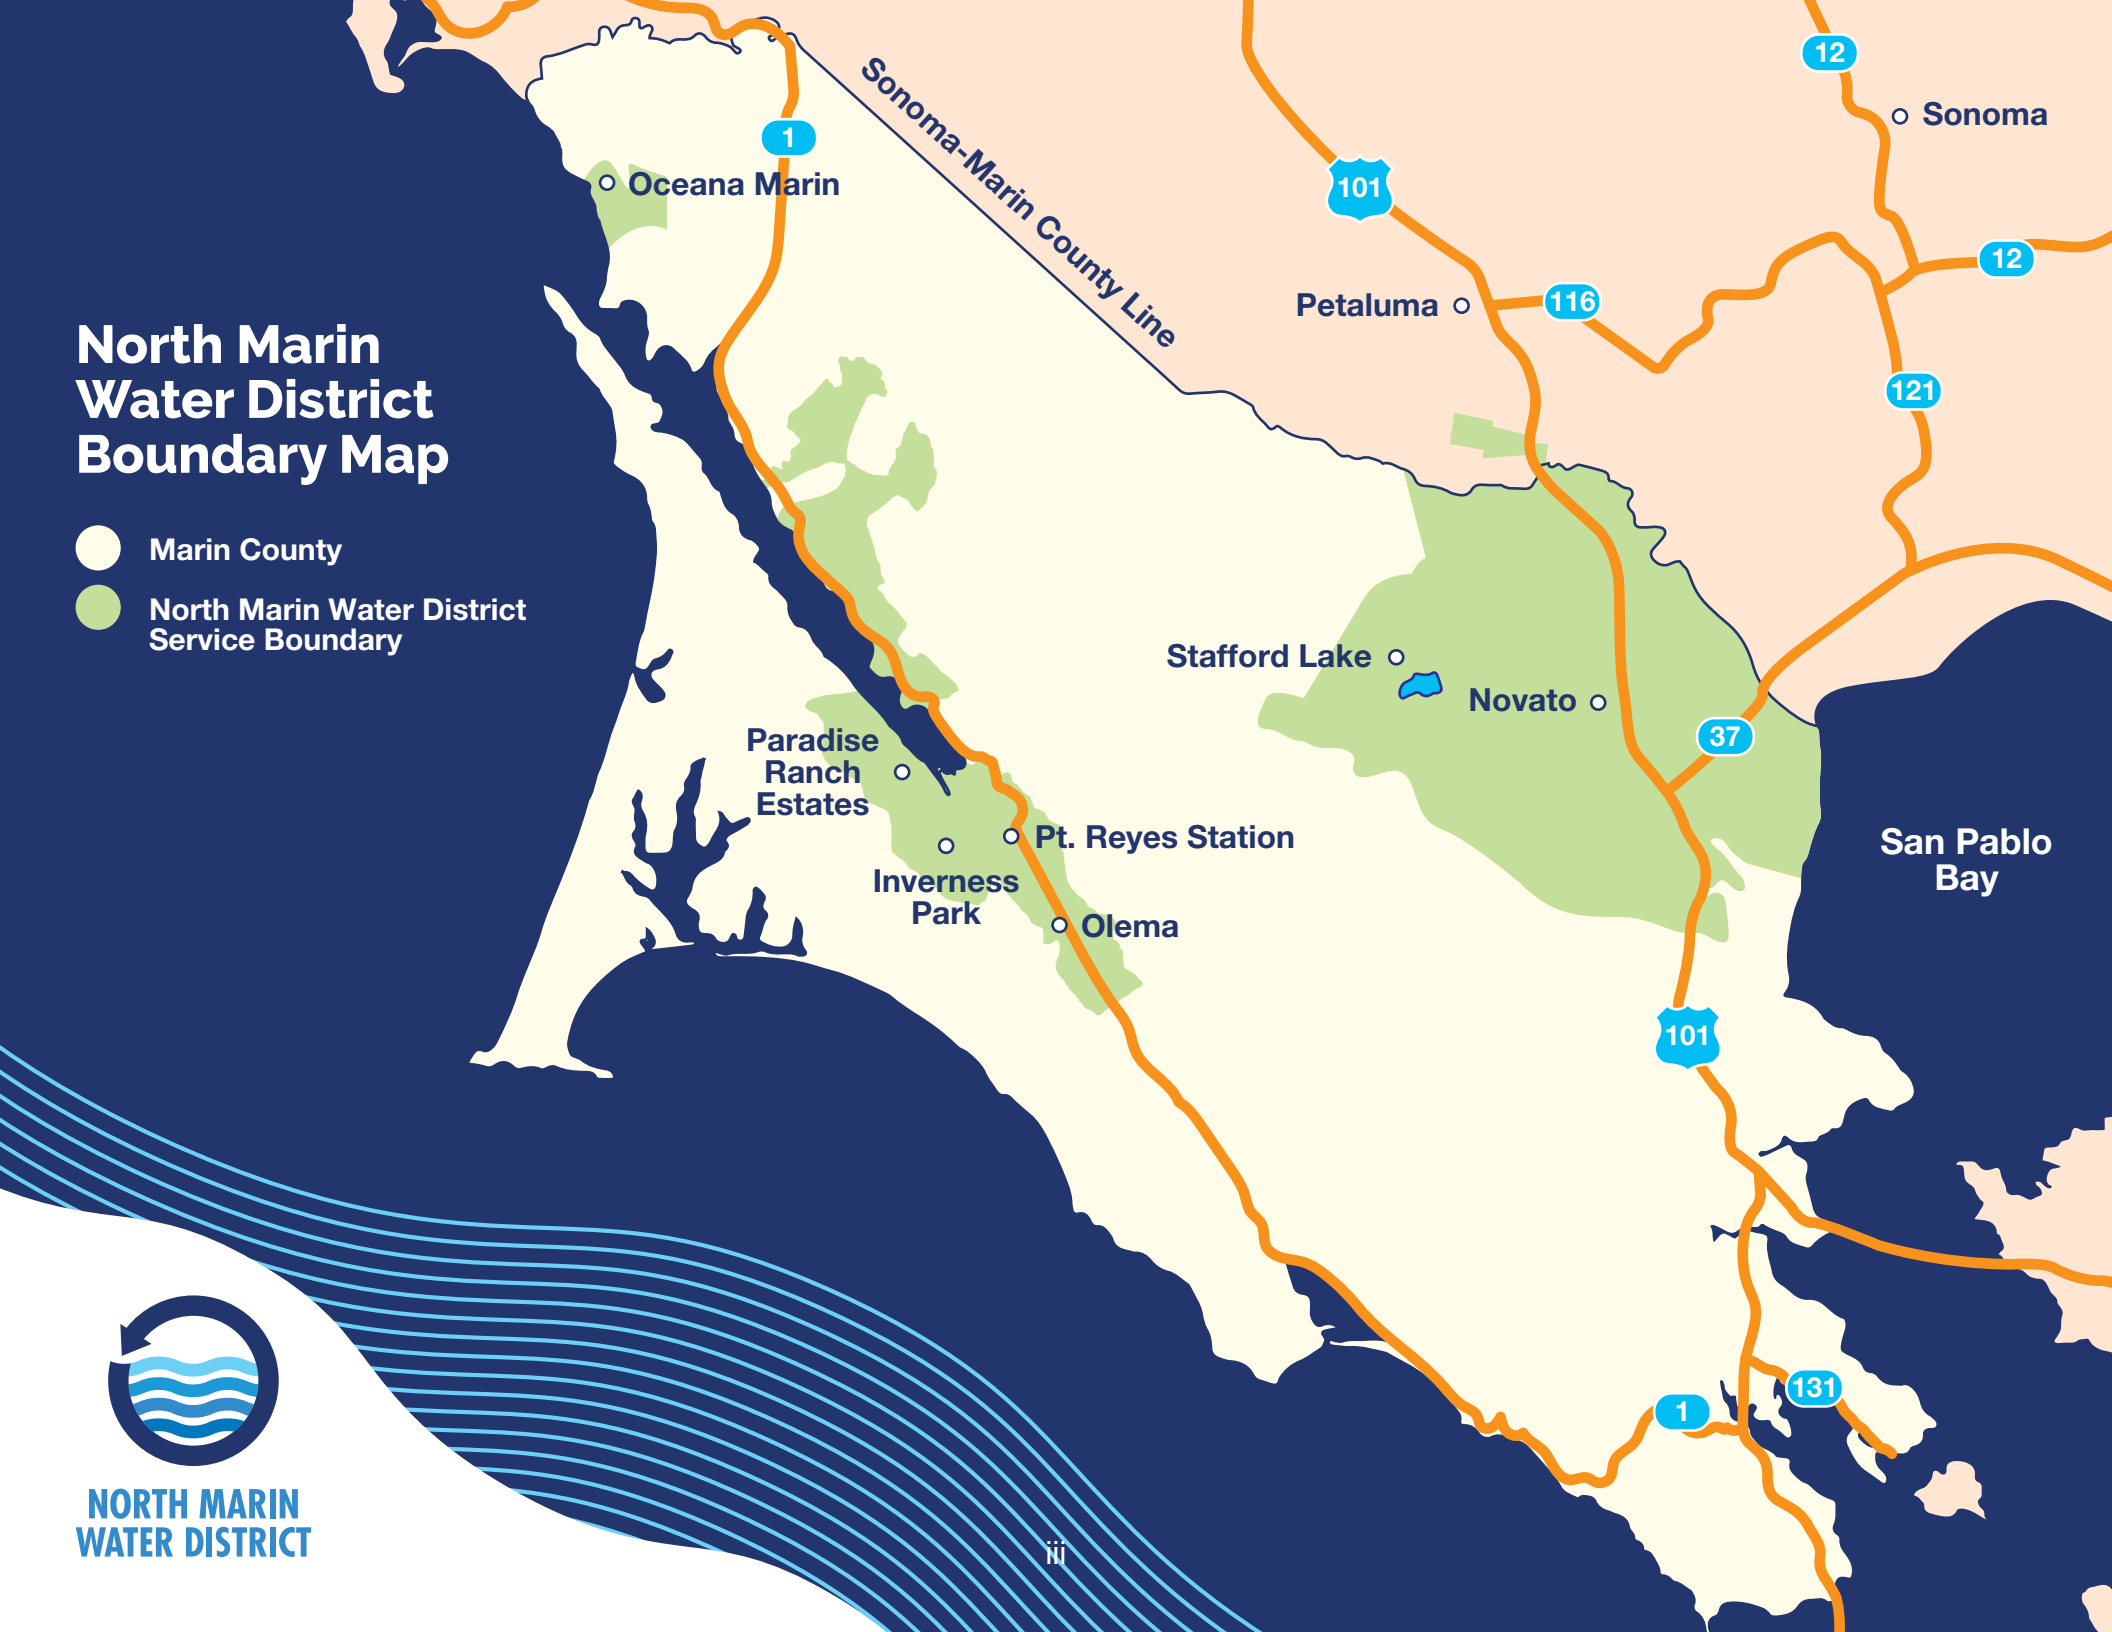 12
Sonoma
Sonoma-Marin County Line
1
101
Oceana Marin
12
Petaluma
116
North Marin
Water District
Boundary Map
121
Marin County
North Marin Water District
Service Boundary
Stafford Lake
Novato
37
Paradise
Ranch
Estates
Pt. Reyes Station
San Pablo
Bay
Inverness
Park
Olema
101
131
1
NORTH MARIN
WATER DISTRICT
iii